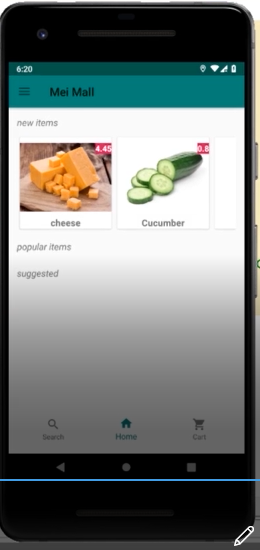 6:20
Mei Mall
new items
4.45
0.8
cheese
Cucumber
popular items
suggested
Search
Home
Cart